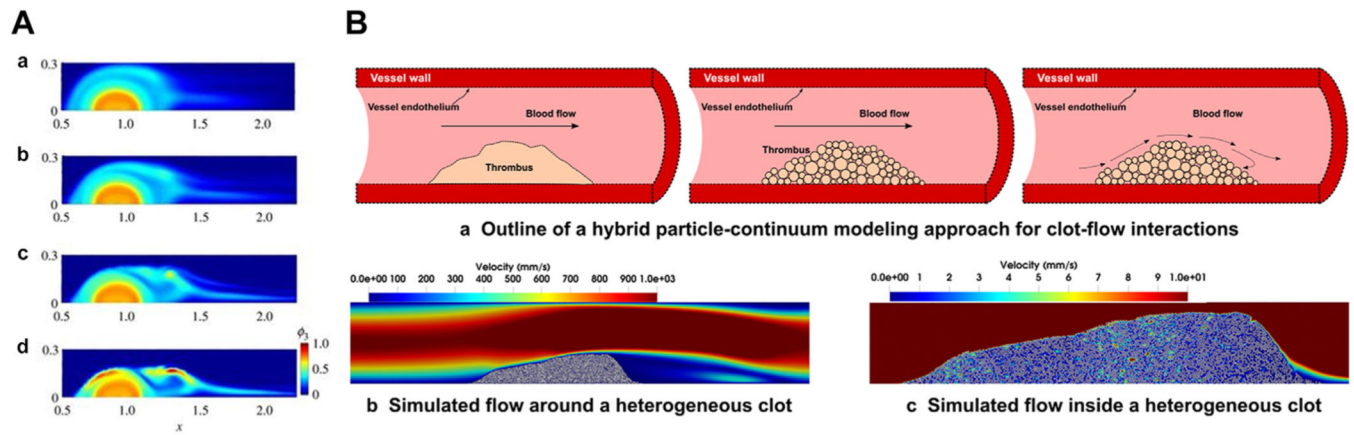 A
a
0.3
0
0.5 1.0 1.5 2.0
b
0.3
0
0.5 1.0 1.5 2.0
c
0.3
0
0.5 1.0 1.5 2.0
d
0.3
0
0.5 1.0 1.5 2.0
x
ϕ3
1.0
0.5
0
B
Vessel wall
Vessel endothelium
Blood flow
Thrombus
Vessel wall
Vessel endothelium
Blood flow
Thrombus
Vessel wall
Vessel endothelium
Blood flow
a Outline of a hybrid particle-continuum modeling approach for clot-flow interactions
Velocity (mm/s)
0.0e+00 100 200 300 400 500 600 700 800 900 1.0e+03
b Simulated flow around a heterogeneous clot
Velocity (mm/s)
0.0e+00 1 2 3 4 5 6 7 8 9 1.0e+01
c Simulated flow inside a heterogeneous clot